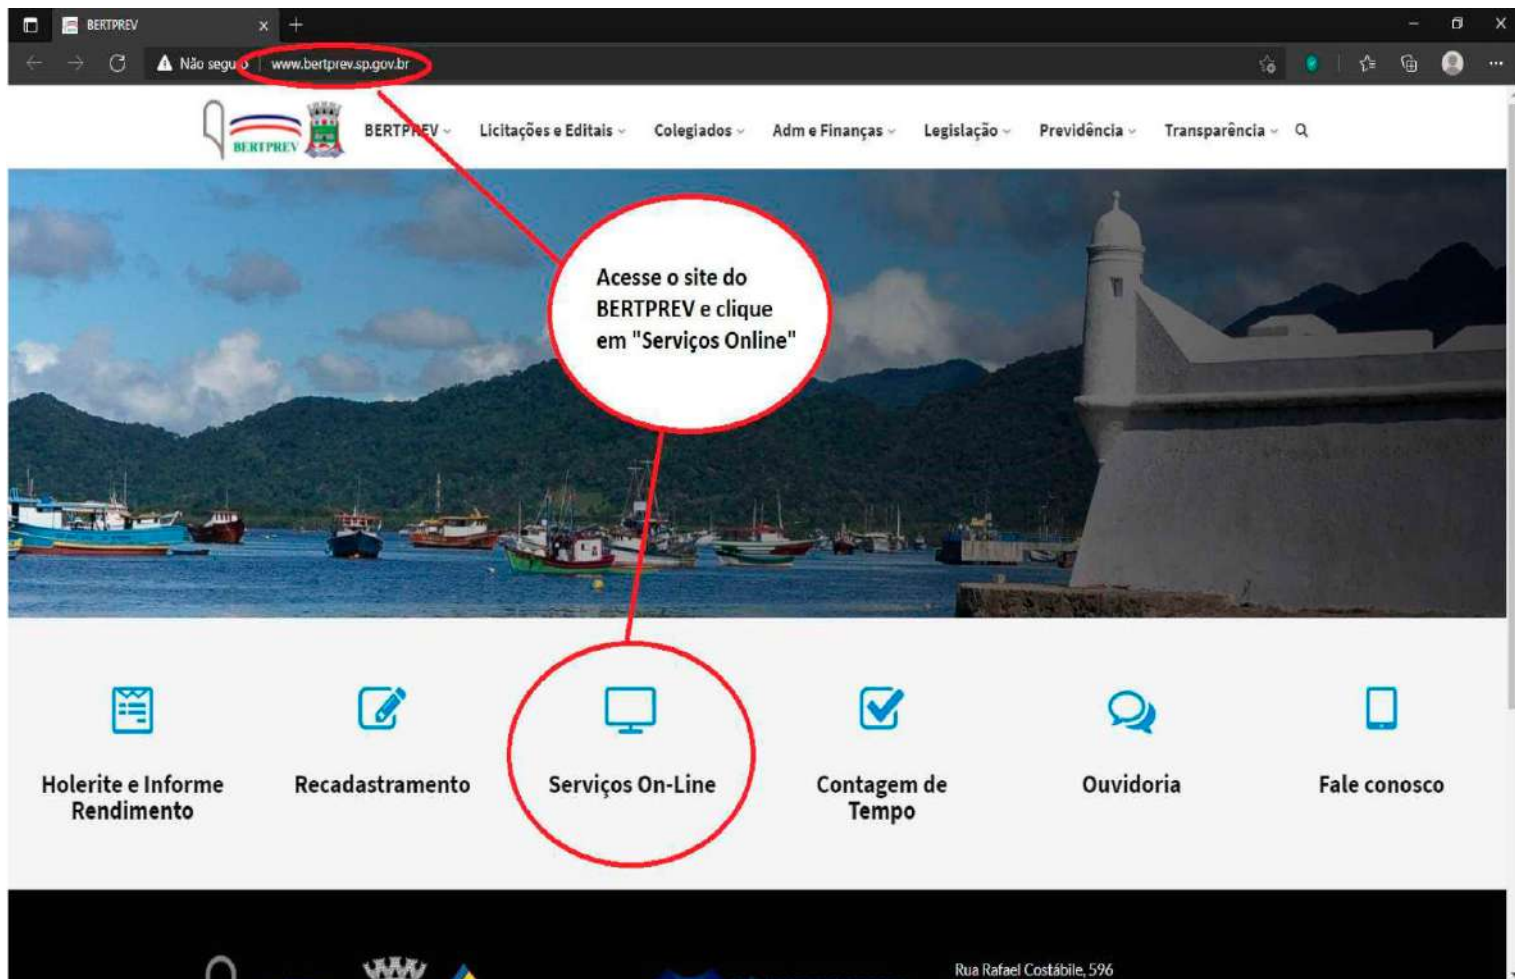 BERTPREV
Não seguro
www.bertprev.sp.gov.br
BERTPREV
BERTPREV
Licitações e Editais
Colegiados
Adm e Finanças
Legislação
Previdência
Transparência
Acesse o site do
BERTPREV e clique
em "Serviços Online"
Holerite e Informe
Rendimento
Recadastramento
Serviços On-Line
Contagem de
Tempo
Ouvidoria
Fale conosco
Rua Rafael Costábile, 596